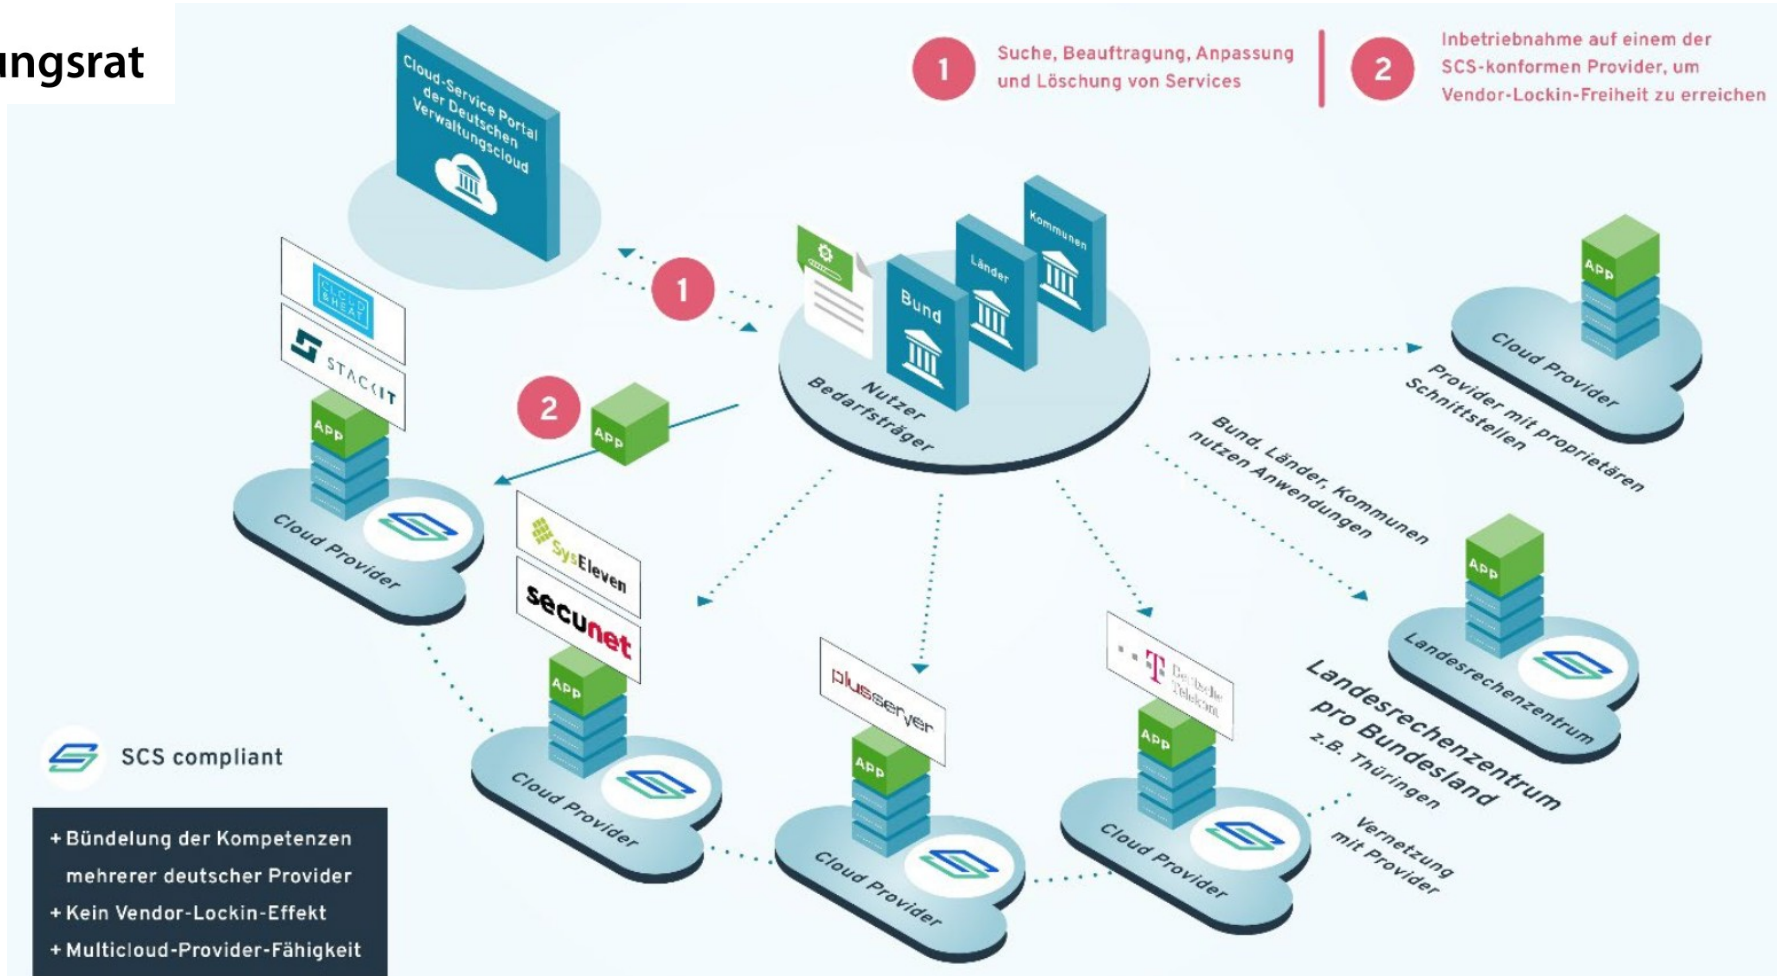 ungsrat
1
Suche, Beauftragung, Anpassung
und Löschung von Services
2
Inbetriebnahme auf einem der
SCS-konformen Provider, um
Vendor-Lockin-Freiheit zu erreichen
Cloud-Service Portal
der Deutschen
Verwaltungscloud
1
Bund
Länder
Kommunen
Nutzer
Bedarfsträger
APP
Cloud Provider
Provider mit proprietären
Schnittstellen
CLOUD
&HEAT
STACKIT
APP
Cloud Provider
2
APP
Bund, Länder, Kommunen
nutzen Anwendungen
SysEleven
secunet
APP
Cloud Provider
plusserver
APP
Cloud Provider
T Deutsche
Telekom
APP
Cloud Provider
APP
Landesrechenzentrum
Landesrechenzentrum
pro Bundesland
z.B. Thüringen
Vernetzung
mit Provider
SCS compliant
+ Bündelung der Kompetenzen
mehrerer deutscher Provider
+ Kein Vendor-Lockin-Effekt
+ Multicloud-Provider-Fähigkeit